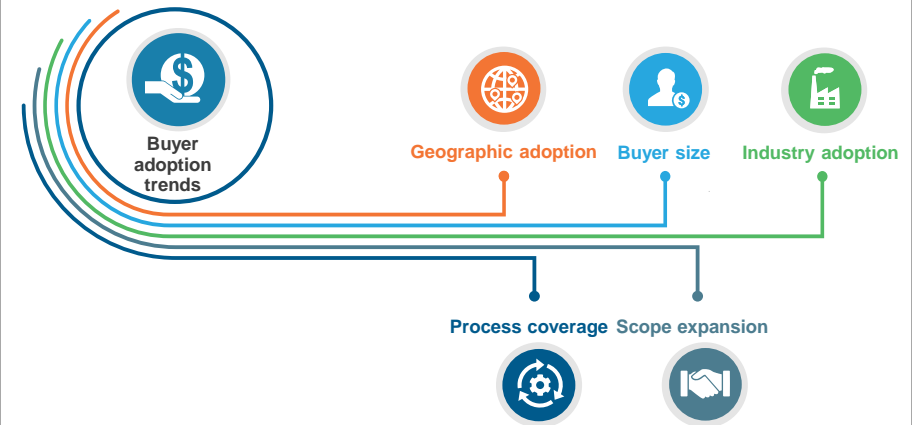 Buyer
adoption
trends
Geographic adoption
Buyer size
Industry adoption
Process coverage
Scope expansion